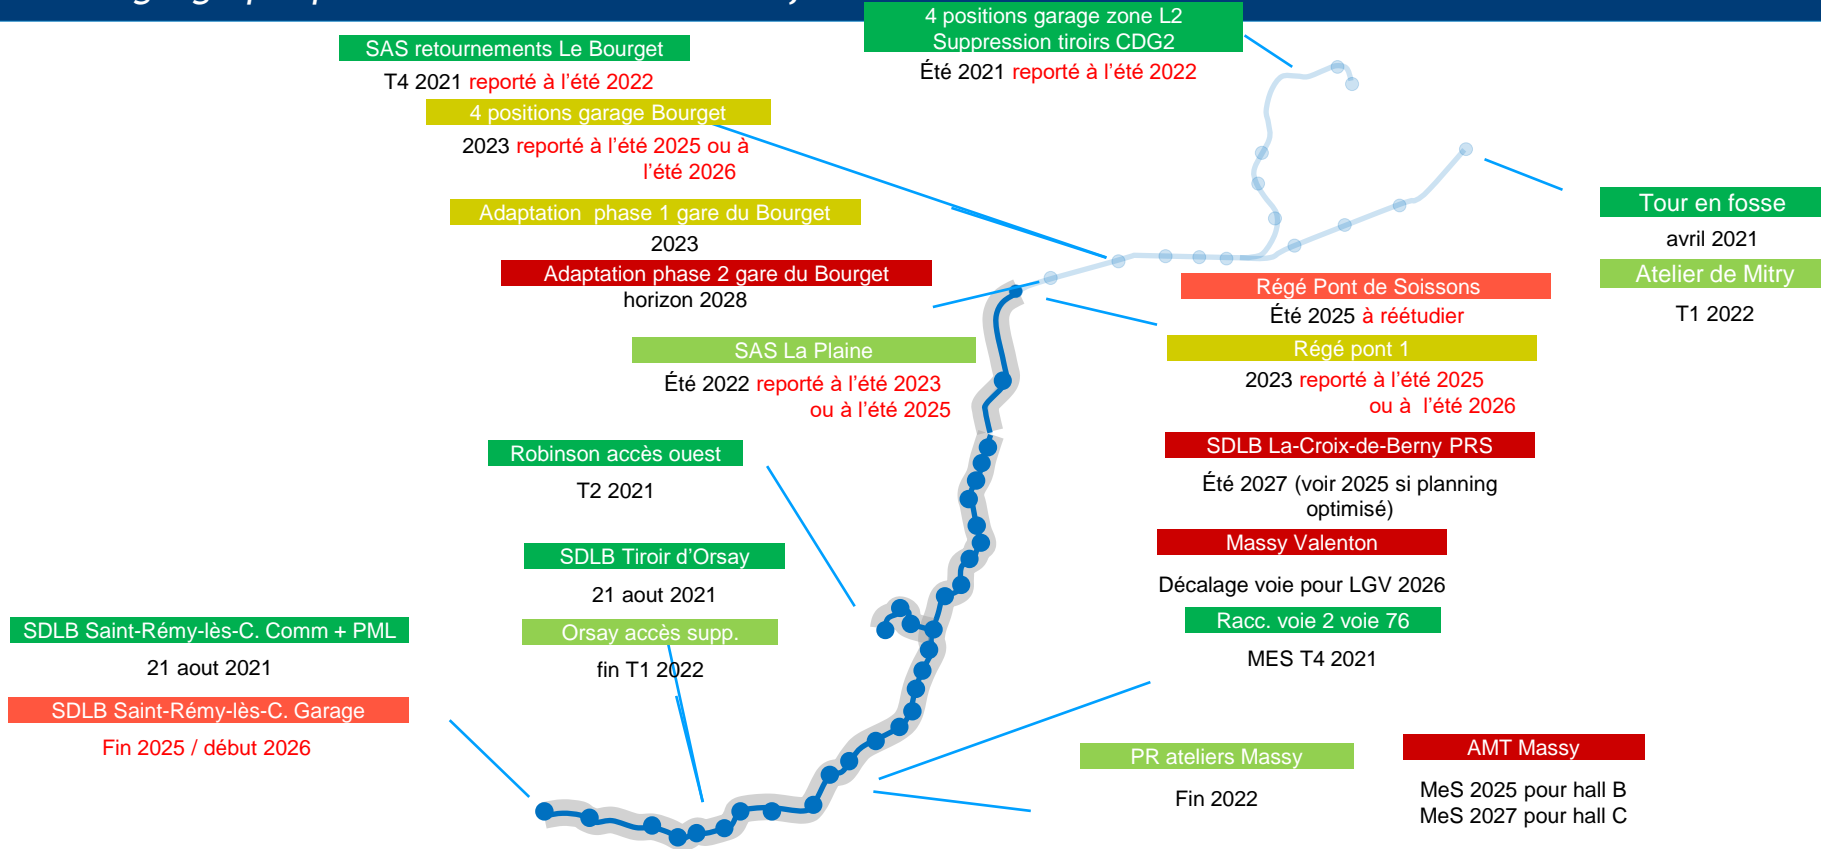 4 positions garage zone L2
Suppression tiroirs CDG2
Été 2021 reporté à l'été 2022
SAS retournements Le Bourget
T4 2021 reporté à l'été 2022
4 positions garage Bourget
2023 reporté à l'été 2025 ou à
l'été 2026
Adaptation phase 1 gare du Bourget
2023
Adaptation phase 2 gare du Bourget
horizon 2028
Tour en fosse
avril 2021
Atelier de Mitry
T1 2022
Régé Pont de Soissons
Été 2025 à réétudier
Régé pont 1
2023 reporté à l'été 2025
ou à l'été 2026
SAS La Plaine
Été 2022 reporté à l'été 2023
ou à l'été 2025
SDLB La-Croix-de-Berny PRS
Été 2027 (voir 2025 si planning
optimisé)
Robinson accès ouest
T2 2021
Massy Valenton
Décalage voie pour LGV 2026
SDLB Tiroir d'Orsay
21 aout 2021
Orsay accès supp.
fin T1 2022
Racc. voie 2 voie 76
MES T4 2021
SDLB Saint-Rémy-lès-C. Comm + PML
21 aout 2021
SDLB Saint-Rémy-lès-C. Garage
Fin 2025 / début 2026
PR ateliers Massy
Fin 2022
AMT Massy
MeS 2025 pour hall B
MeS 2027 pour hall C